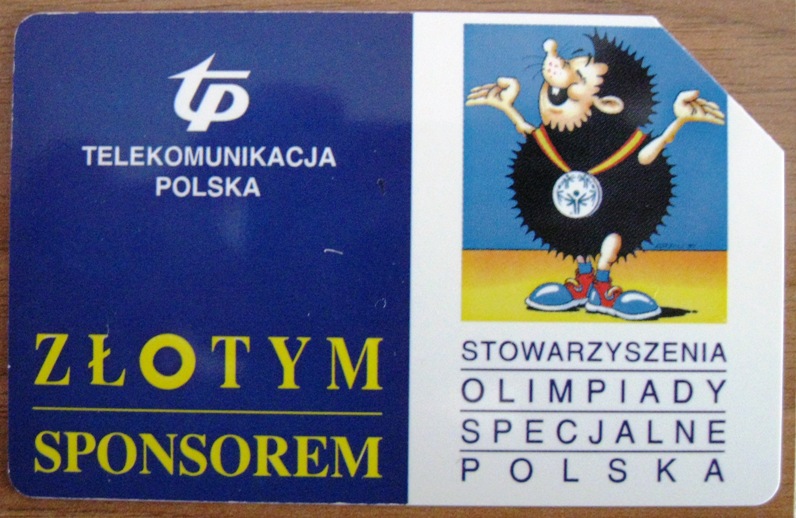 tp
TELEKOMUNIKACJA
POLSKA
ZŁOTYM
SPONSOREM
STOWARZYSZENIA
OLIMPIADY
SPECJALNE
POLSKA